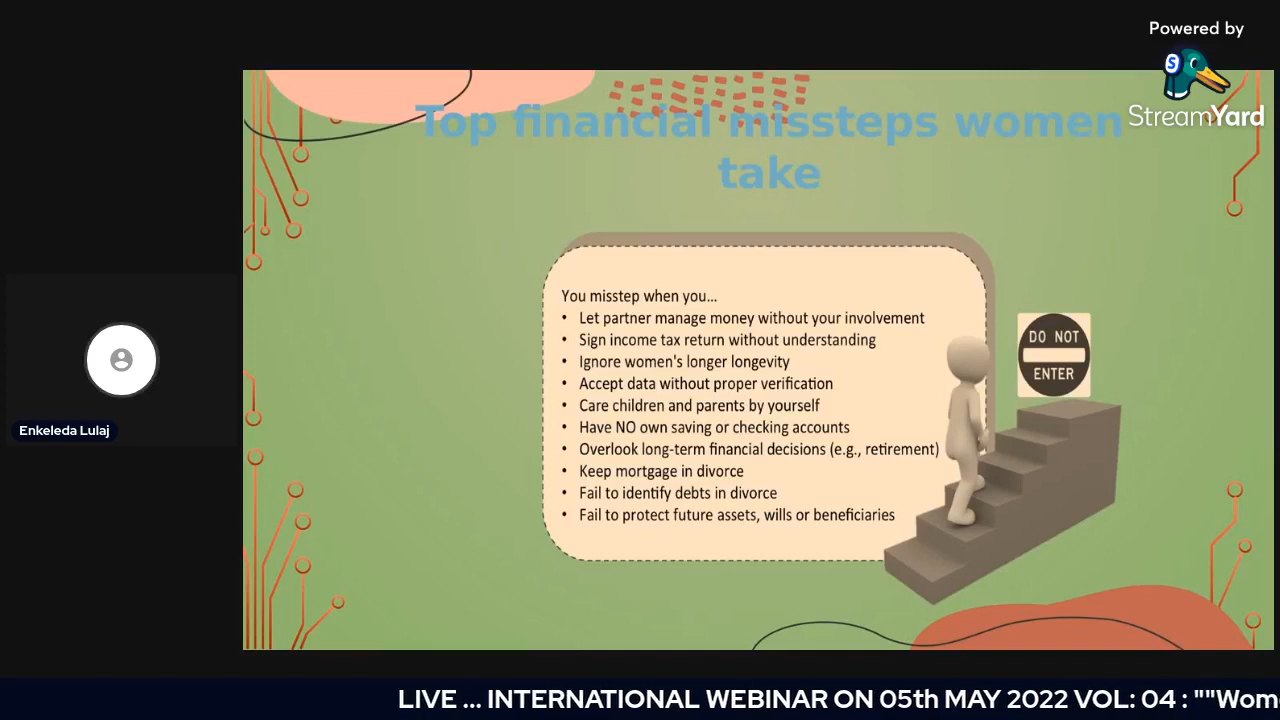 Powered by
StreamYard
Top financial missteps women
take
You misstep when you...
• Let partner manage money without your involvement
• Sign income tax return without understanding
• Ignore women's longer longevity
• Accept data without proper verification
• Care children and parents by yourself
• Have NO own saving or checking accounts
• Overlook long-term financial decisions (e.g., retirement)
• Keep mortgage in divorce
• Fail to identify debts in divorce
• Fail to protect future assets, wills or beneficiaries
DO NOT
ENTER
Enkeleda Lulaj
LIVE ... INTERNATIONAL WEBINAR ON 05th MAY 2022 VOL: 04 : ""Wom